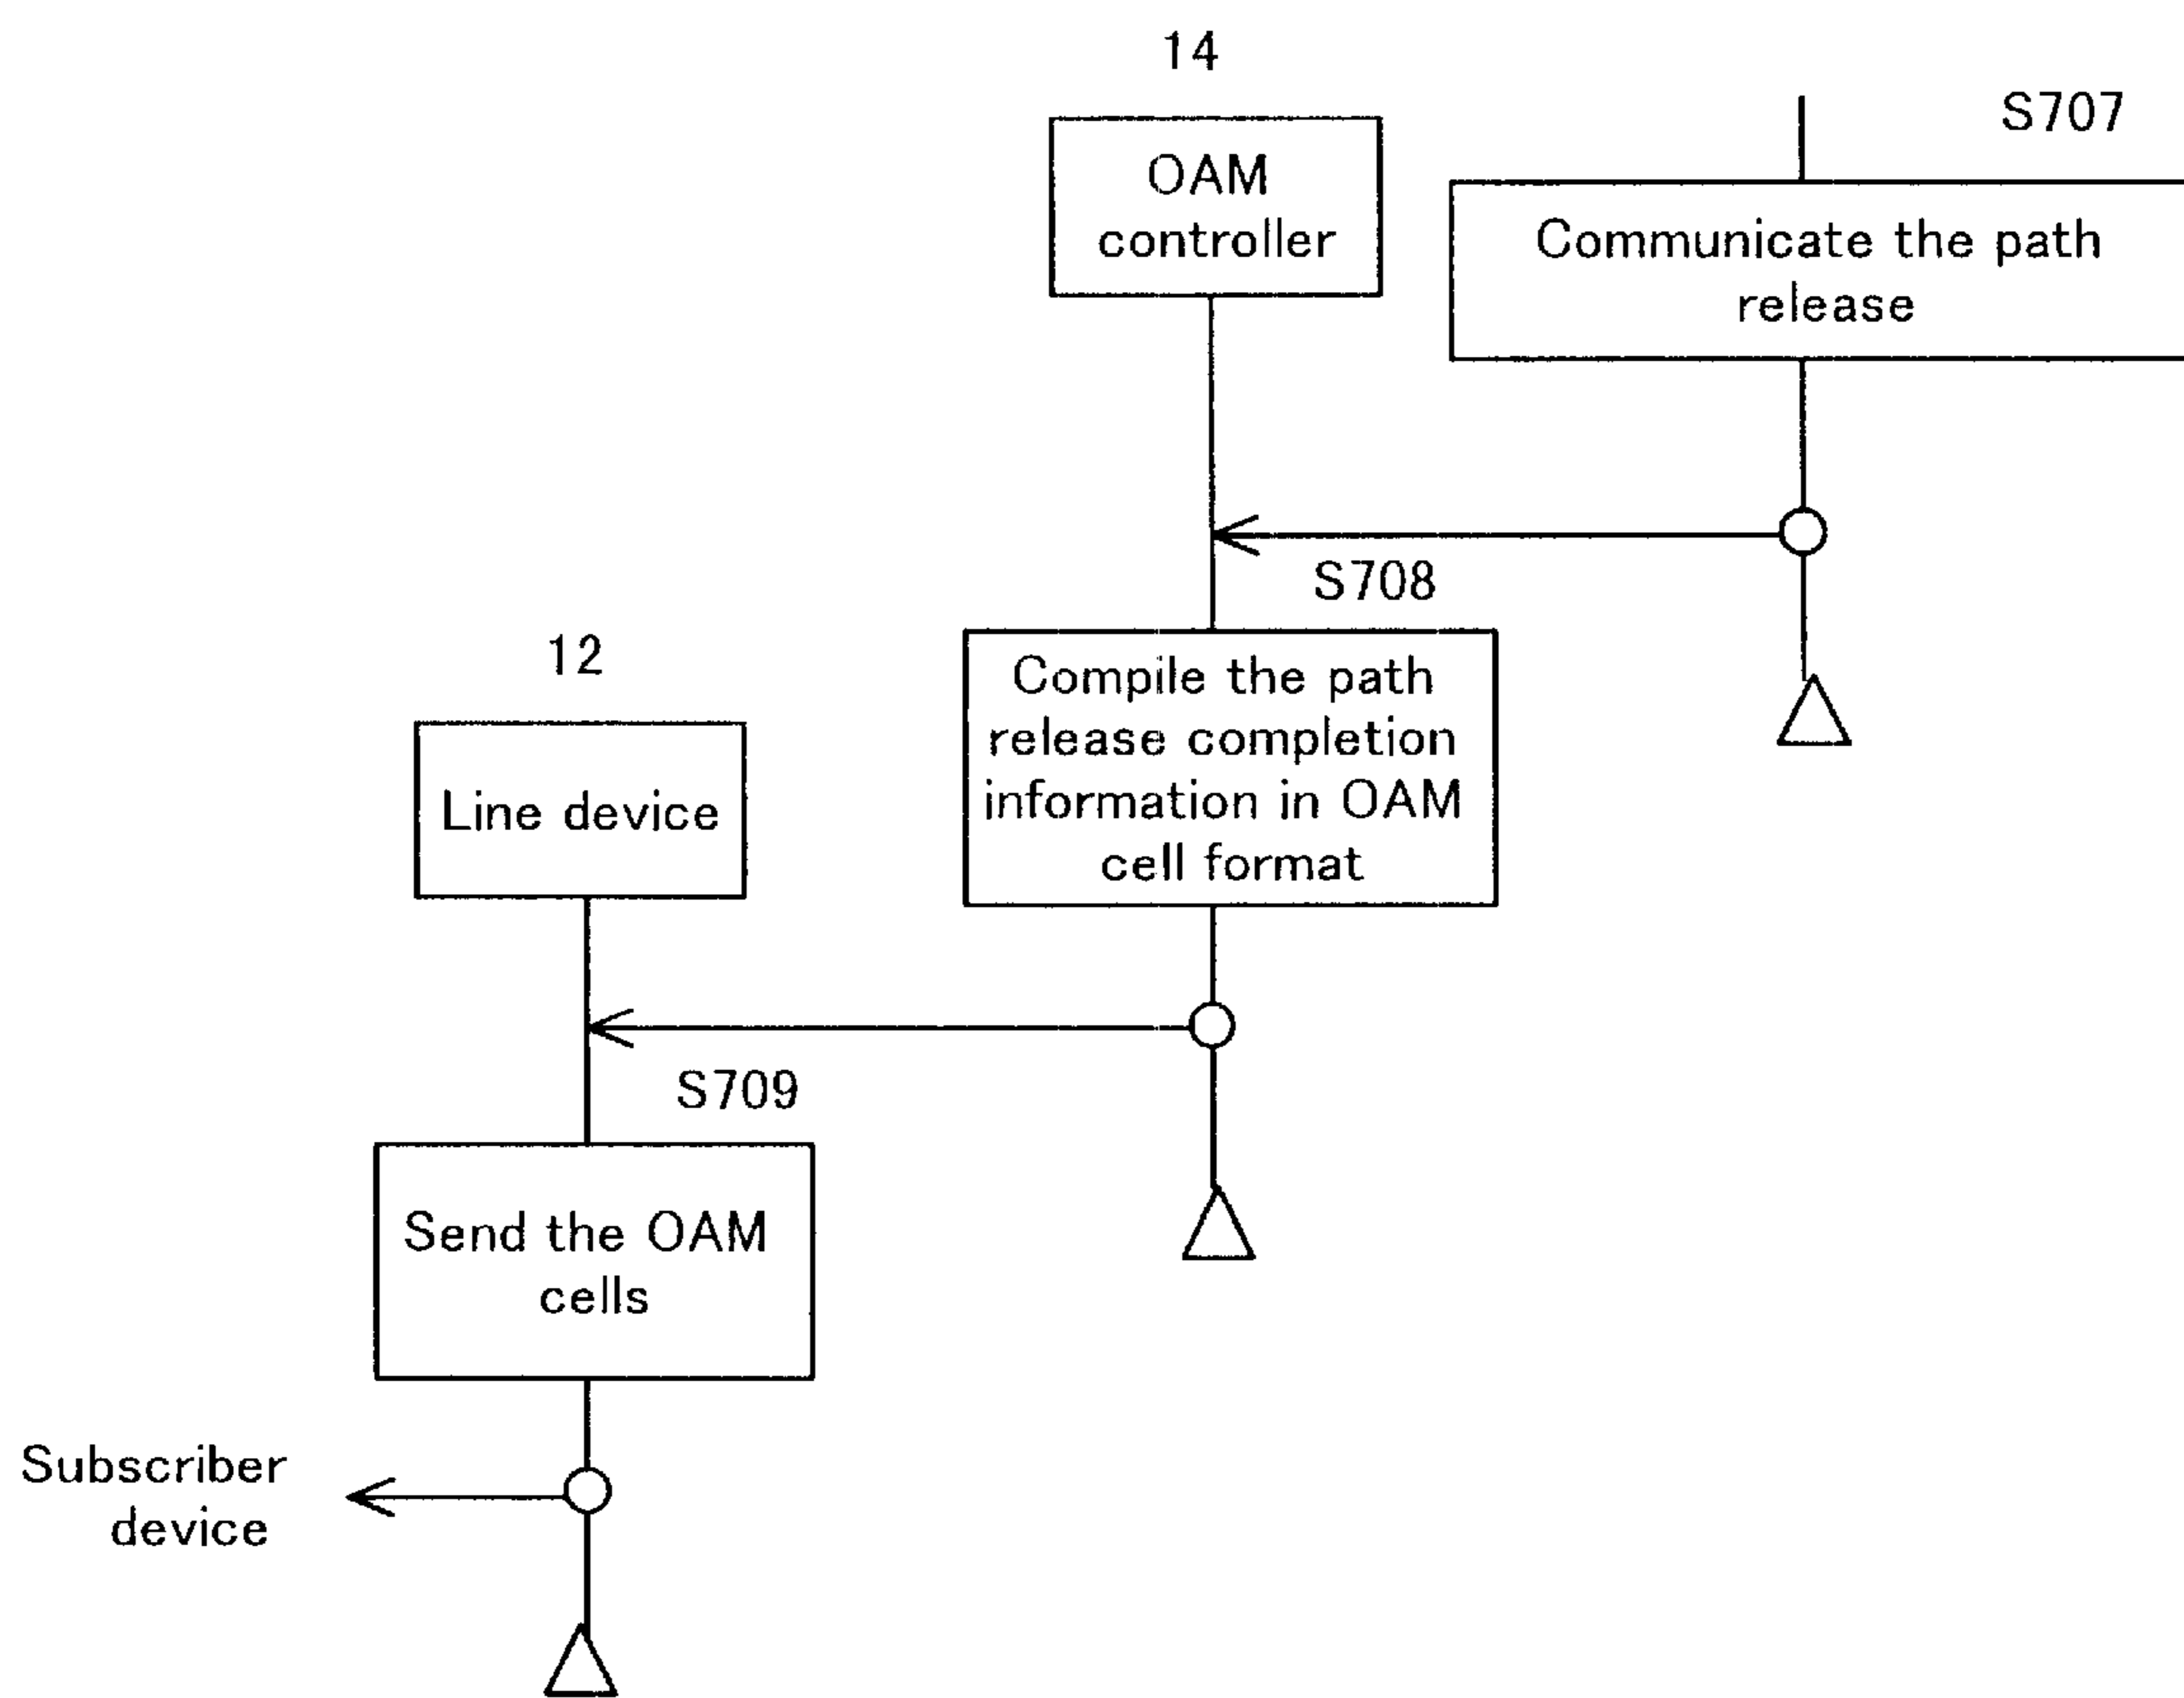 14
S707
OAM
controller
Communicate the path
release
S708
12
Compile the path
release completion
information in OAM
cell format
Line device
S709
Send the OAM
cells
Subscriber
device